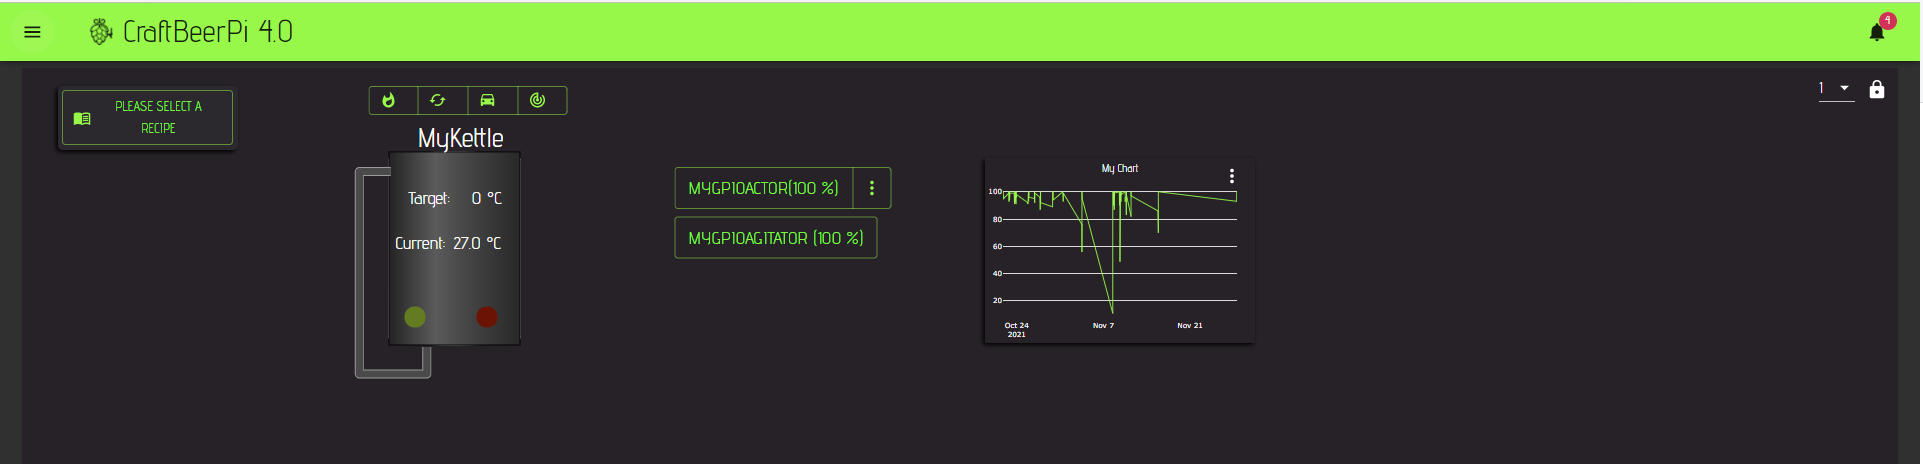 CraftBeerPi 4.0
4
PLEASE SELECT A
RECIPE
1
MyKettle
Target: 0 °C
Current: 27.0 °C
MYGPIOACTOR(100 %)
MYGPIOAGITATOR (100 %)
My Chart
100
80
60
40
20
Oct 24
2021
Nov 7
Nov 21